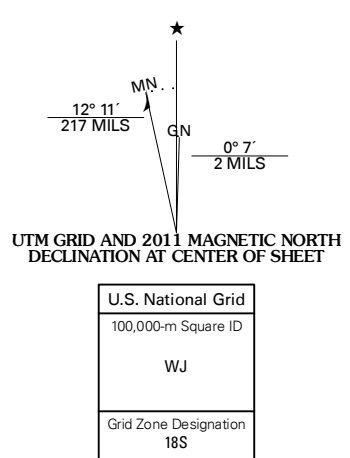 ★
MN
12° 11´
217 MILS
GN
0° 7´
2 MILS
UTM GRID AND 2011 MAGNETIC NORTH
DECLINATION AT CENTER OF SHEET
U.S. National Grid
100,000-m Square ID
WJ
Grid Zone Designation
18S